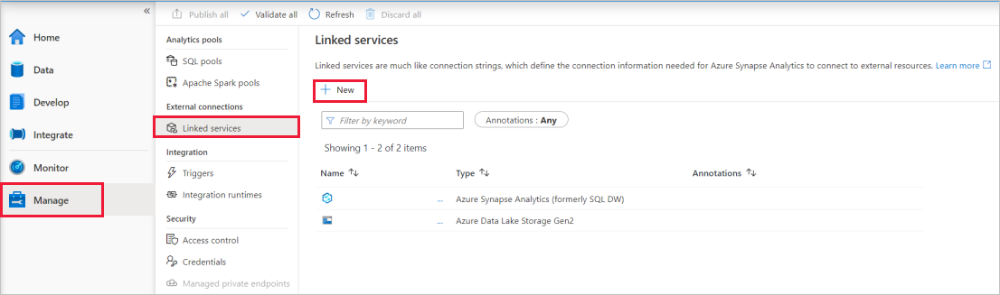 «
Home
Data
Develop
Integrate
Monitor
Manage
Publish all Validate all Refresh Discard all
Analytics pools
SQL pools
Apache Spark pools
External connections
Linked services
Integration
Triggers
Integration runtimes
Security
Access control
Credentials
Managed private endpoints
Linked services
Linked services are much like connection strings, which define the connection information needed for Azure Synapse Analytics to connect to external resources. Learn more
New
Filter by keyword Annotations : Any
Showing 1 - 2 of 2 items
Name Type Annotations
... Azure Synapse Analytics (formerly SQL DW)
... Azure Data Lake Storage Gen2